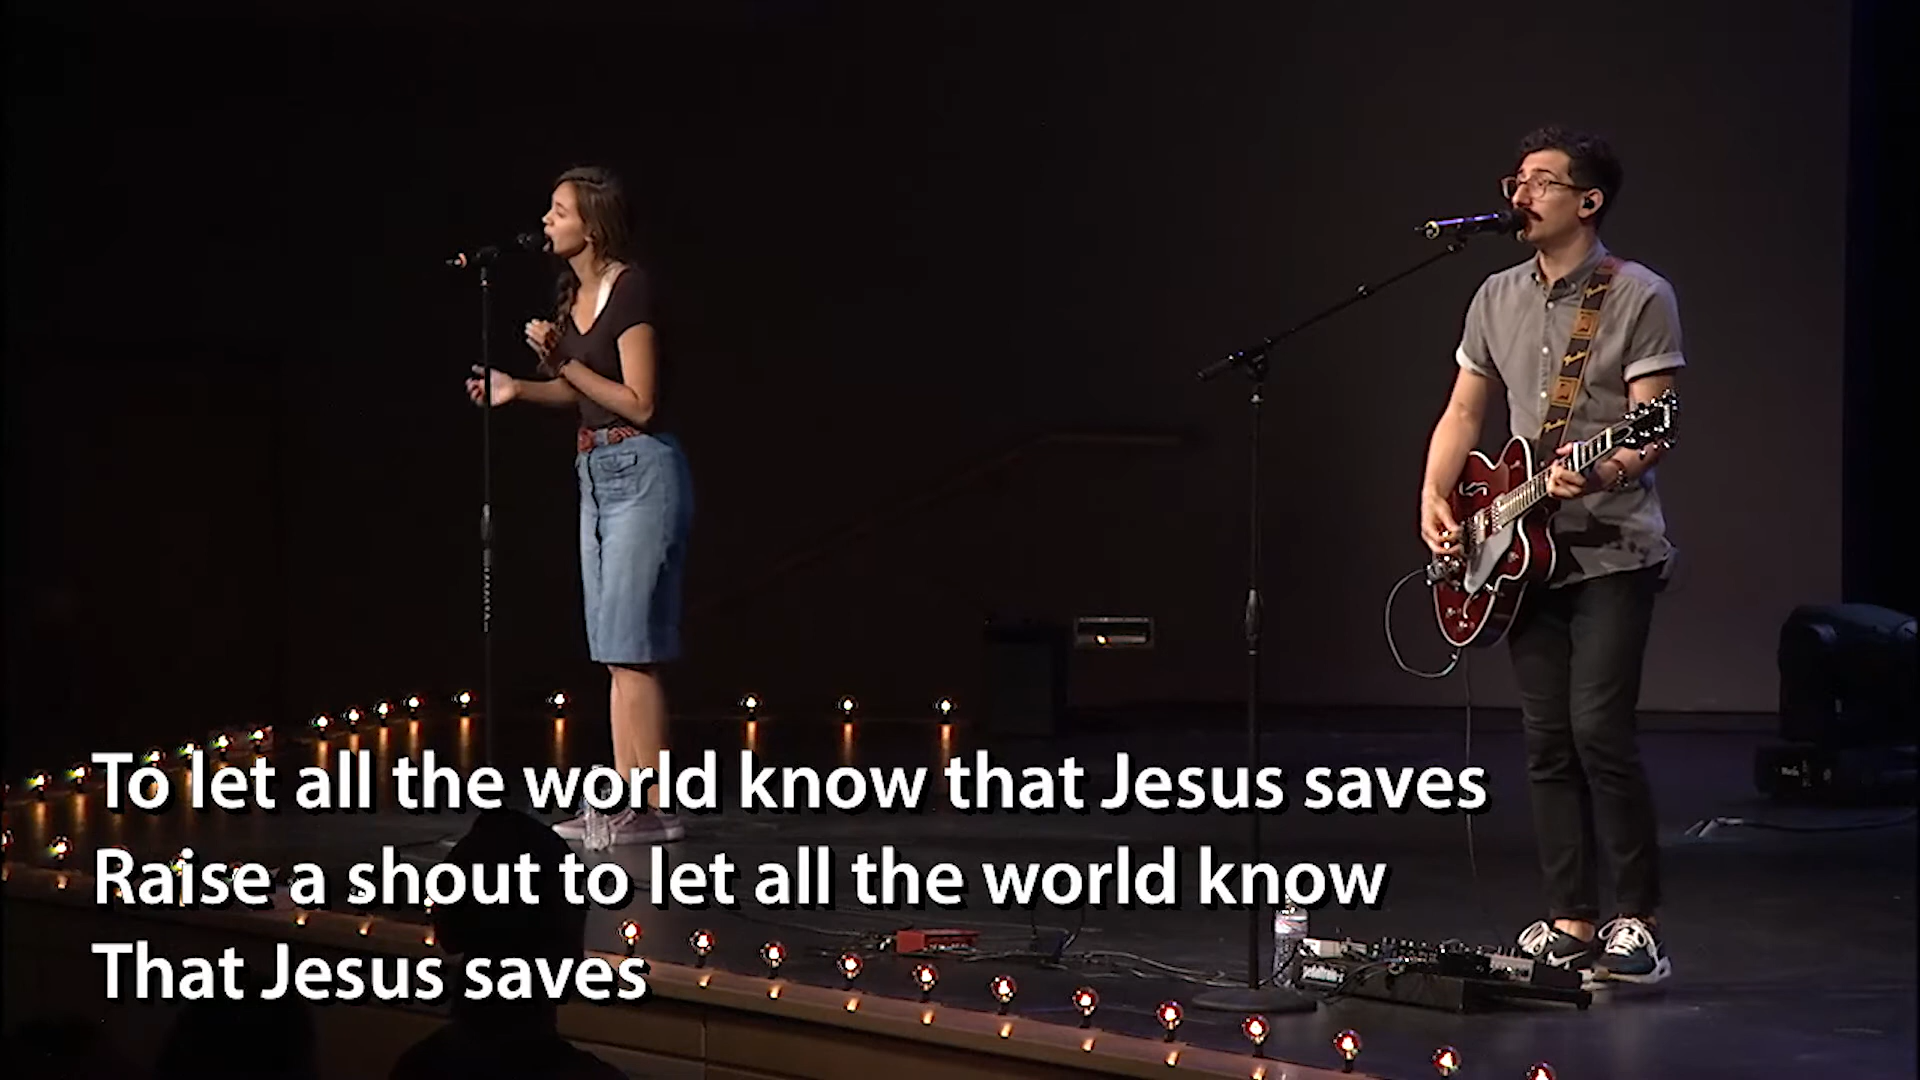 To let all the world know that Jesus saves
Raise a shout to let all the world know
That Jesus saves